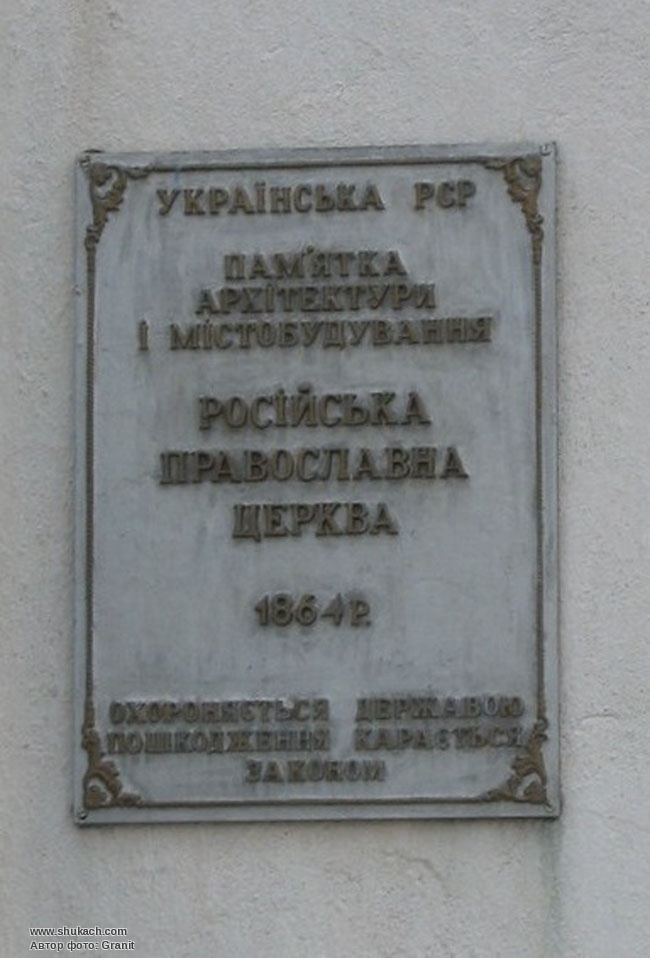 УКРАЇНСЬКА РСР
ПАМ'ЯТКА
АРХІТЕКТУРИ
І МІСТОБУДУВАННЯ
РОСІЙСЬКА
ПРАВОСЛАВНА
ЦЕРКВА
1864 Р.
ОХОРОНЯЄТЬСЯ ДЕРЖАВОЮ
ПОШКОДЖЕННЯ КАРАЄТЬСЯ
ЗАКОНОМ
www.shukach.com
Автор фото: Granit